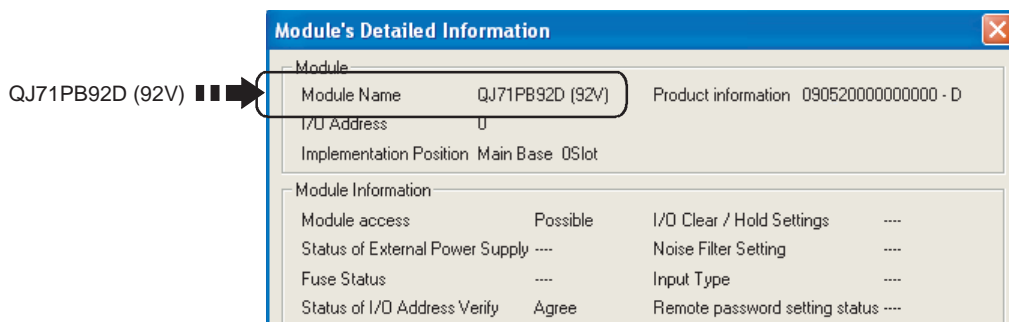 Module's Detailed Information
Module
QJ71PB92D (92V)
Module Name QJ71PB92D (92V) Product information 090520000000000 - D
I/O Address 0
Implementation Position Main Base 0Slot
Module Information
Module access Possible I/O Clear / Hold Settings ----
Status of External Power Supply ---- Noise Filter Setting ----
Fuse Status ---- Input Type ----
Status of I/O Address Verify Agree Remote password setting status ----